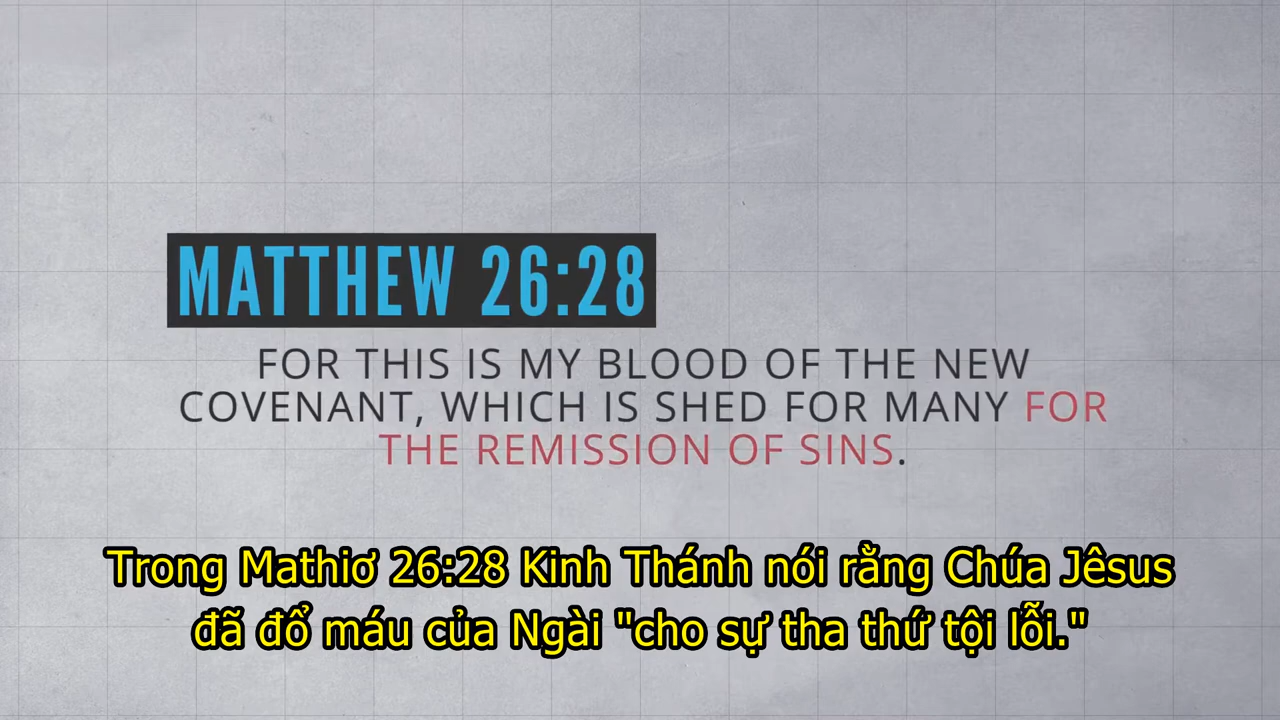 MATTHEW 26:28
FOR THIS IS MY BLOOD OF THE NEW
COVENANT, WHICH IS SHED FOR MANY FOR
THE REMISSION OF SINS.
Trong Mathiơ 26:28 Kinh Thánh nói rằng Chúa Jêsus
đã đổ máu của Ngài "cho sự tha thứ tội lỗi."